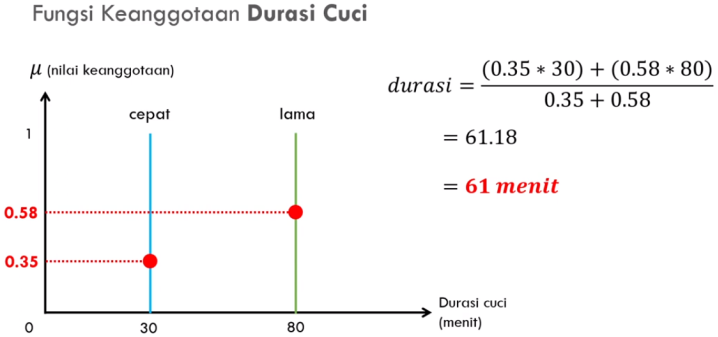 Fungsi Keanggotaan Durasi Cuci
μ (nilai keanggotaan)
cepat
lama
1
0.58
0.35
0
30
80
Durasi cuci
(menit)
durasi = (0.35 ∗ 30) + (0.58 ∗ 80)
0.35 + 0.58
= 61.18
= 61 menit